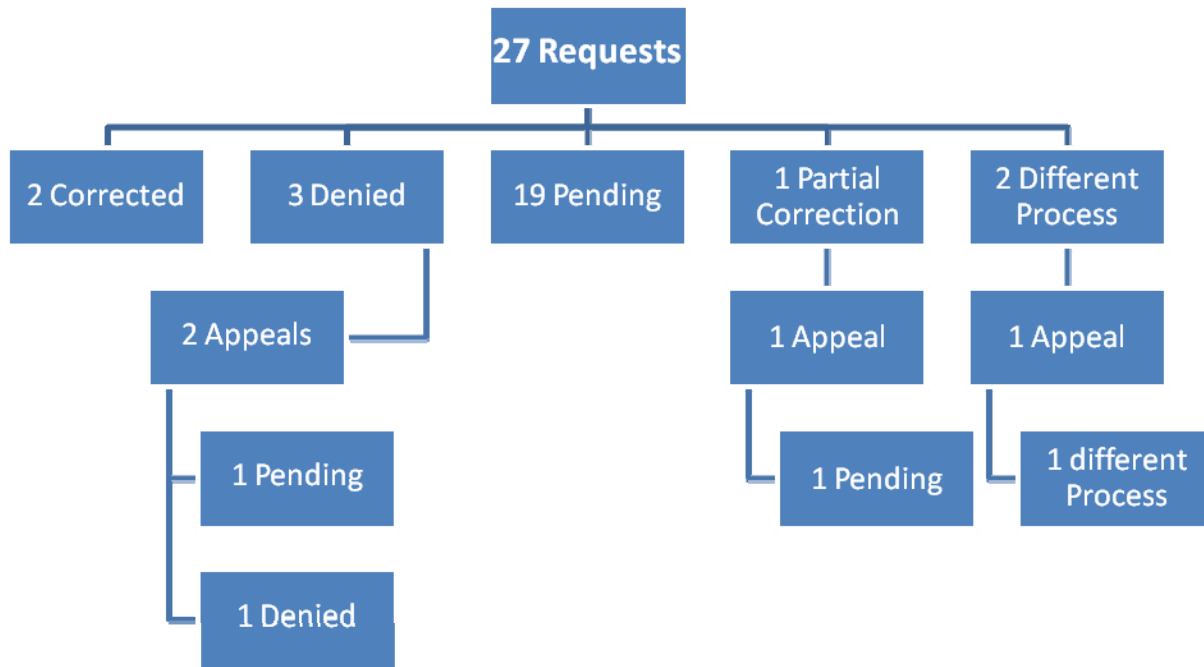 27 Requests
2 Corrected
3 Denied
19 Pending
1 Partial
Correction
2 Different
Process
2 Appeals
1 Appeal
1 Appeal
1 Pending
1 Pending
1 different
Process
1 Denied